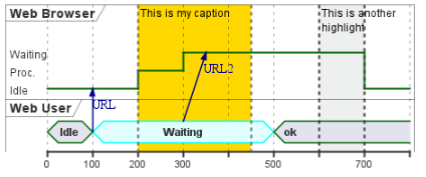 Web Browser
This is my caption
This is another
highlight
Waiting
Proc.
Idle
URL2
URL
Web User
Idle
Waiting
ok
0 100 200 300 500 600 700